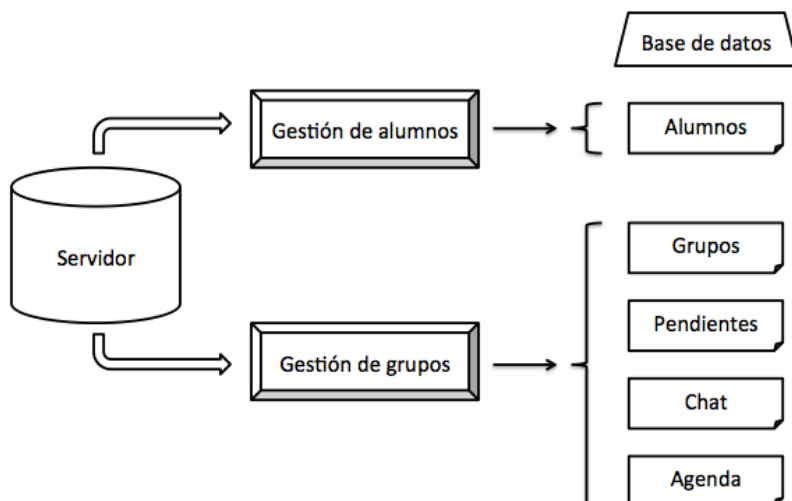 Base de datos
Gestión de alumnos
Alumnos
Servidor
Grupos
Pendientes
Gestión de grupos
Chat
Agenda